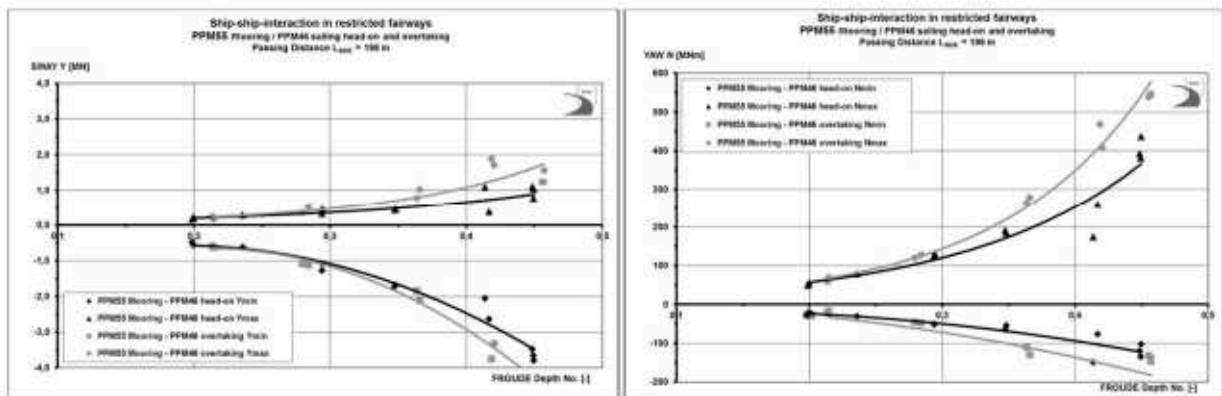 Ship-ship-interaction in restricted fairways
PPM55 Mooring / PPM46 sailing head-on and overtaking
Passing Distance = 196 m
SWAY Y [MN]
4,0
3,0
2,0
1,0
0,0
0,1
0,2
0,3
0,4
0,5
-1,0
-2,0
-3,0
-4,0
PPM55 Mooring - PPM46 head-on Ymin
PPM55 Mooring - PPM46 head-on Ymax
PPM55 Mooring - PPM46 overtaking Ymin
PPM55 Mooring - PPM46 overtaking Ymax
FROUDE Depth No. [-]
Ship-ship-interaction in restricted fairways
PPM55 Mooring / PPM46 sailing head-on and overtaking
Passing Distance = 196 m
YAW N [MNm]
600
500
400
300
200
100
0
0,1
0,2
0,3
0,4
0,5
-100
-200
PPM55 Mooring - PPM46 head-on Nmin
PPM55 Mooring - PPM46 head-on Nmax
PPM55 Mooring - PPM46 overtaking Nmin
PPM55 Mooring - PPM46 overtaking Nmax
FROUDE Depth No. [-]